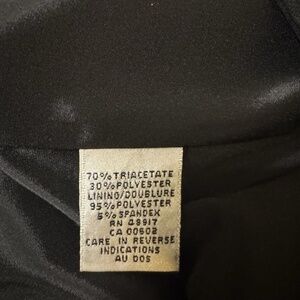 70% TRIACETATE
30% POLYESTER
LINING/DOUBLURE
95% POLYESTER
5% SPANDEX
RN 48917
CA 00602
CARE IN REVERSE
INDICATIONS
AU DOS